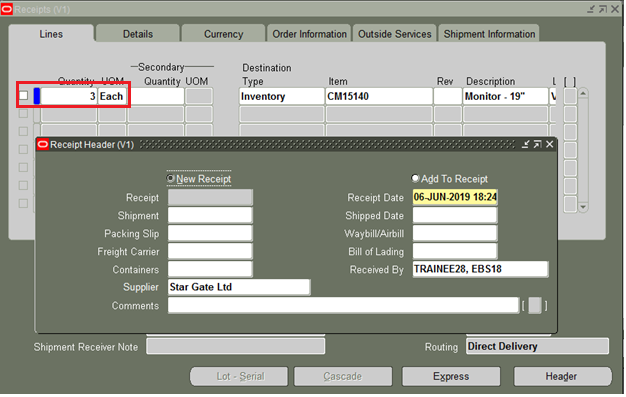 Receipts (V1)
Lines Details Currency Order Information Outside Services Shipment Information
Secondary Destination
Quantity UOM Quantity UOM Type Item Rev Description L [ ]
3 Each Inventory CM15140 Monitor - 19" V
Receipt Header (V1)
New Receipt Add To Receipt
Receipt Receipt Date 06-JUN-2019 18:24
Shipment Shipped Date
Packing Slip Waybill/Airbill
Freight Carrier Bill of Lading
Containers Received By TRAINEE28, EBS18
Supplier Star Gate Ltd
Comments [ ]
Shipment Receiver Note Routing Direct Delivery
Lot - Serial Cascade Express Header